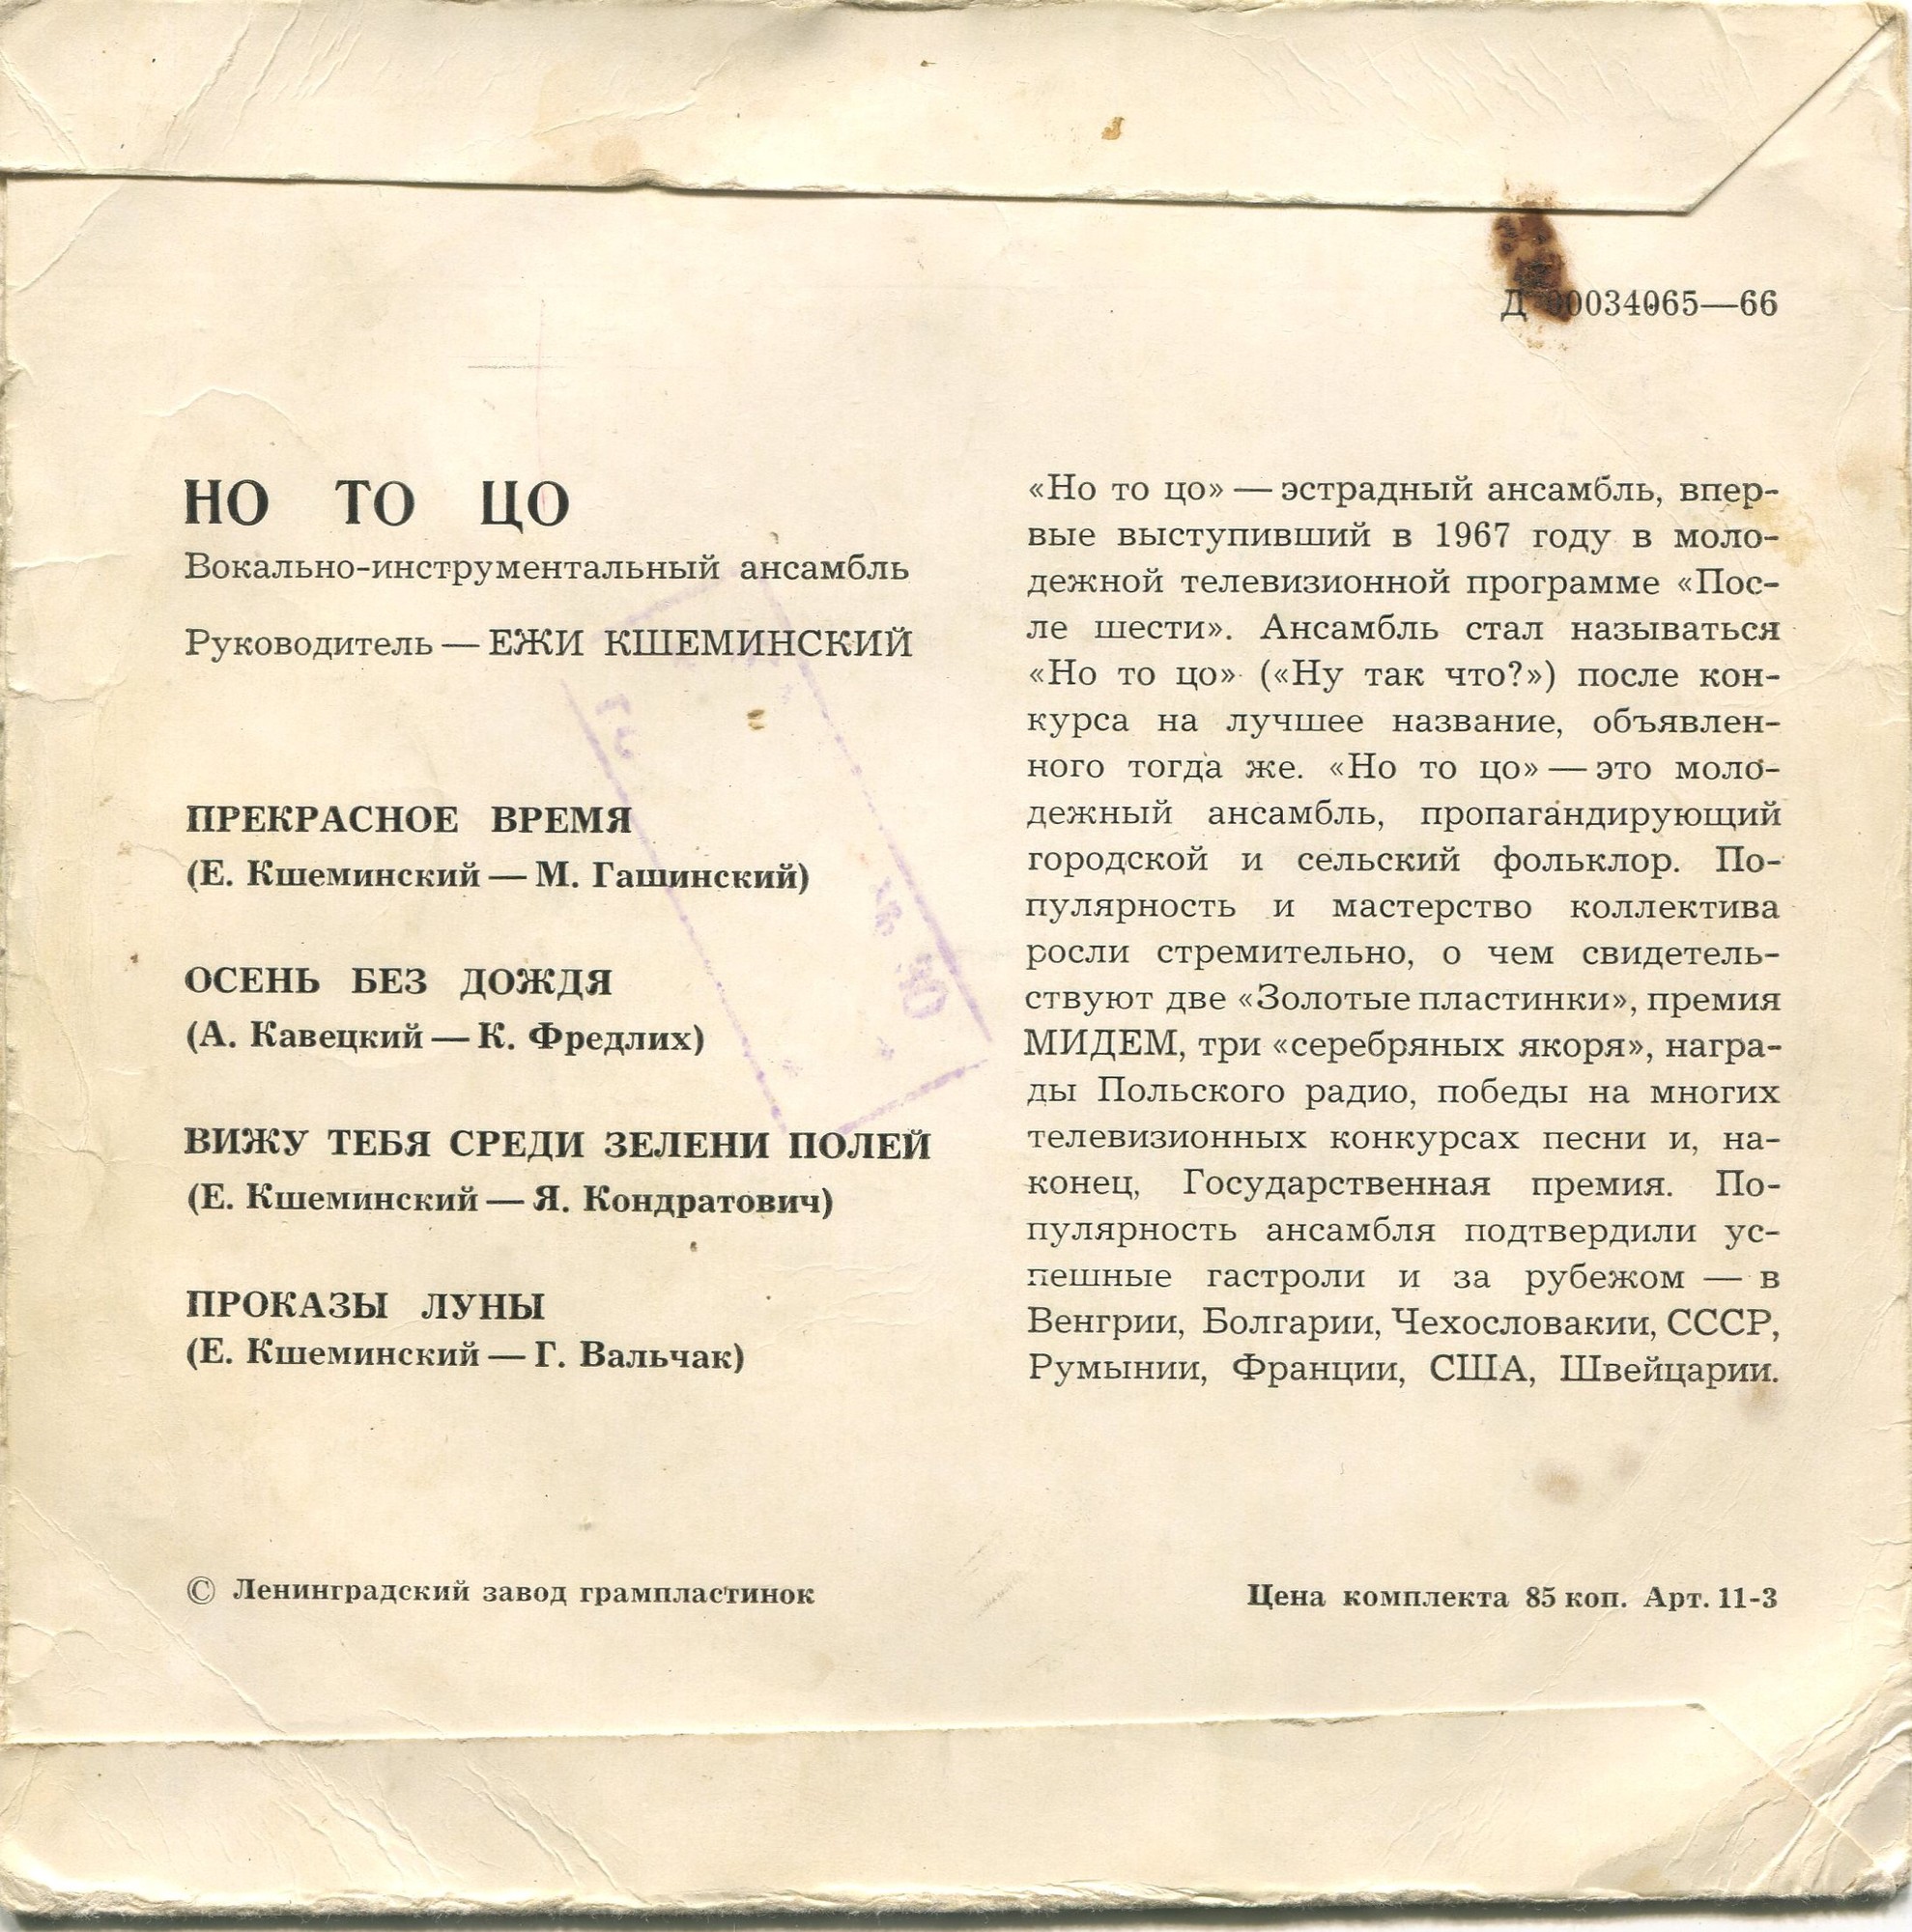 Д 00034065—66
НО ТО ЦО
Вокально-инструментальный ансамбль
Руководитель — ЕЖИ КШЕМИНСКИЙ
ПРЕКРАСНОЕ ВРЕМЯ
(Е. Кшеминский — М. Гашинский)
ОСЕНЬ БЕЗ ДОЖДЯ
(А. Кавецкий — К. Фредлих)
ВИЖУ ТЕБЯ СРЕДИ ЗЕЛЕНИ ПОЛЕЙ
(Е. Кшеминский — Я. Кондратович)
ПРОКАЗЫ ЛУНЫ
(Е. Кшеминский — Г. Вальчак)
«Но то цо» — эстрадный ансамбль, впер-
вые выступивший в 1967 году в моло-
дежной телевизионной программе «Пос-
ле шести». Ансамбль стал называться
«Но то цо» («Ну так что?») после кон-
курса на лучшее название, объявлен-
ного тогда же. «Но то цо» — это моло-
дежный ансамбль, пропагандирующий
городской и сельский фольклор. По-
пулярность и мастерство коллектива
росли стремительно, о чем свидетель-
ствуют две «Золотые пластинки», премия
МИДЕМ, три «серебряных якоря», награ-
ды Польского радио, победы на многих
телевизионных конкурсах песни и, на-
конец, Государственная премия. По-
пулярность ансамбля подтвердили ус-
пешные гастроли и за рубежом — в
Венгрии, Болгарии, Чехословакии, СССР,
Румынии, Франции, США, Швейцарии.
© Ленинградский завод грампластинок
Цена комплекта 85 коп. Арт. 11-3